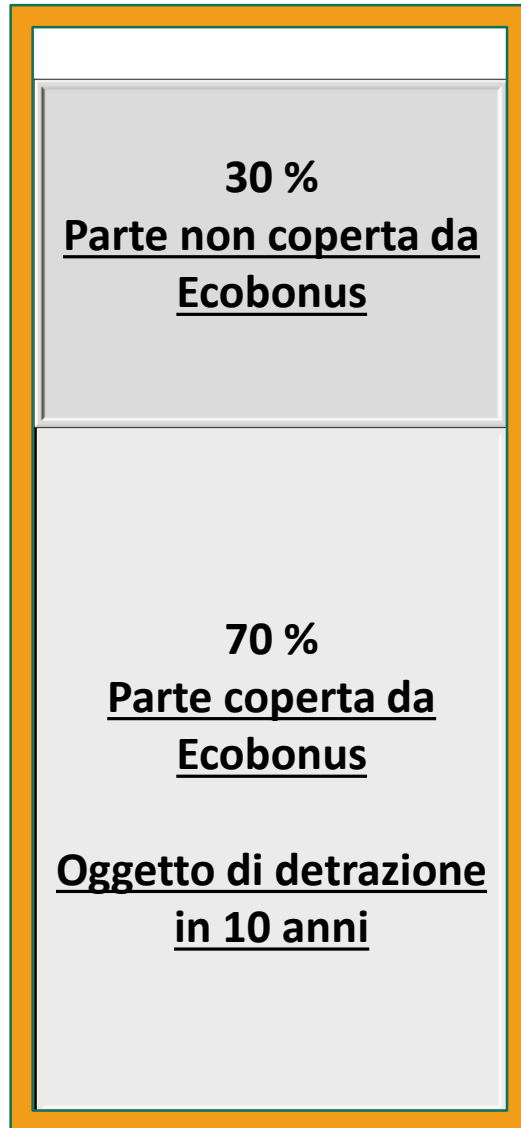 30 %
Parte non coperta da
Ecobonus
70 %
Parte coperta da
Ecobonus
Oggetto di detrazione
in 10 anni